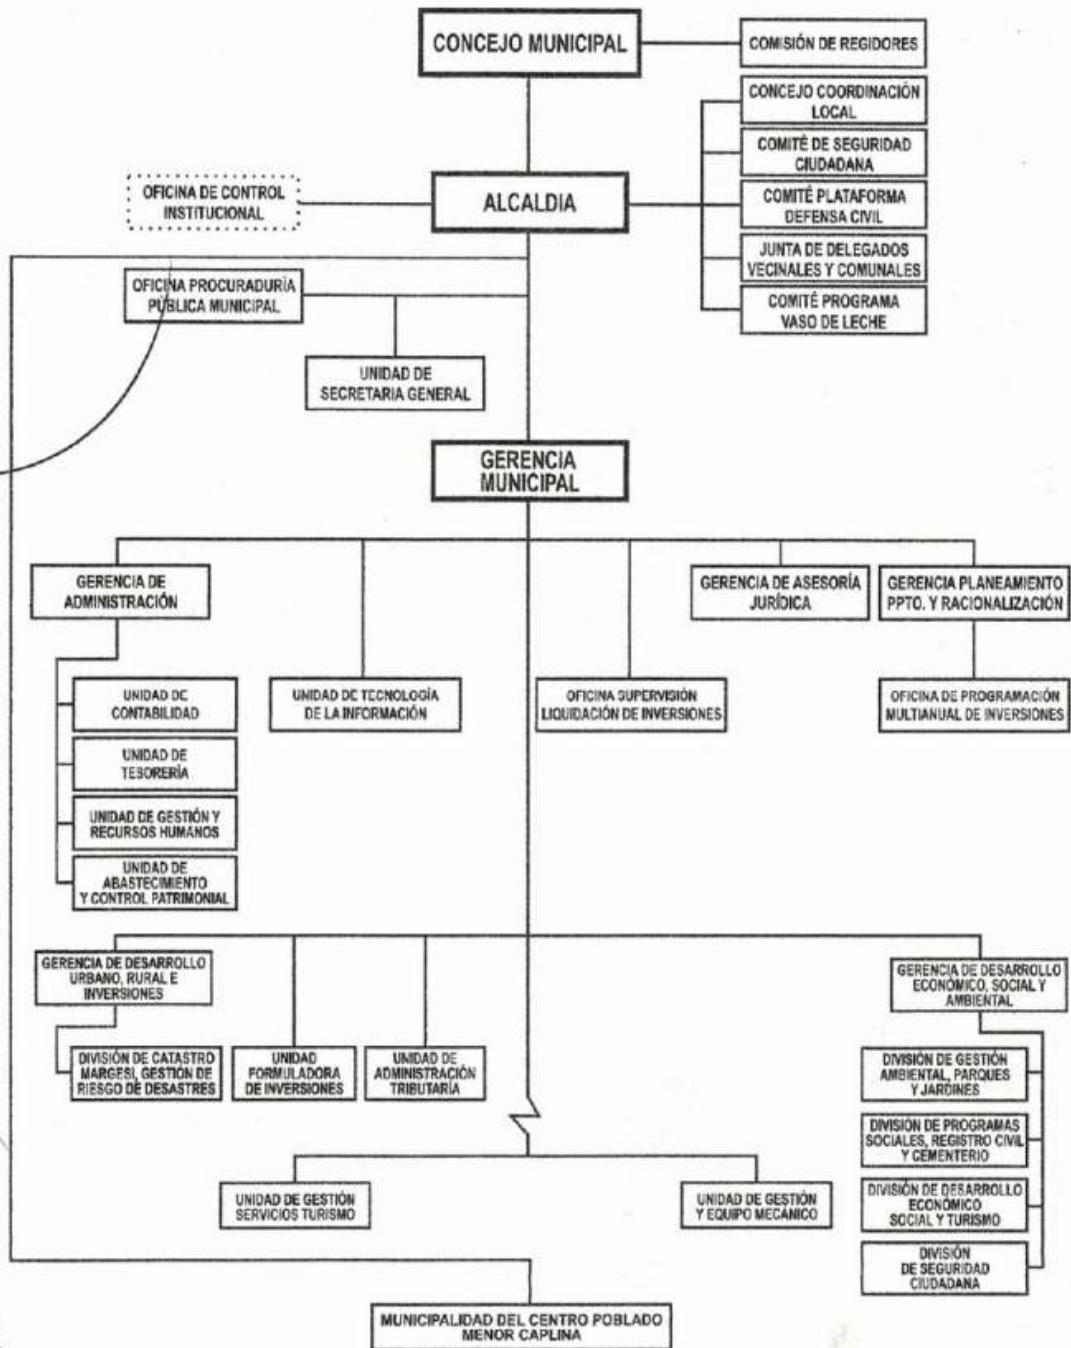 CONCEJO MUNICIPAL
COMISIÓN DE REGIDORES
CONCEJO COORDINACIÓN
LOCAL
COMITÉ DE SEGURIDAD
CIUDADANA
OFICINA DE CONTROL
INSTITUCIONAL
ALCALDIA
COMITÉ PLATAFORMA
DEFENSA CIVIL
JUNTA DE DELEGADOS
VECINALES Y COMUNALES
OFICINA PROCURADURÍA
PÚBLICA MUNICIPAL
COMITÉ PROGRAMA
VASO DE LECHE
UNIDAD DE
SECRETARIA GENERAL
GERENCIA
MUNICIPAL
GERENCIA DE
ADMINISTRACIÓN
GERENCIA DE ASESORÍA
JURÍDICA
GERENCIA PLANEAMIENTO
PPTO. Y RACIONALIZACIÓN
UNIDAD DE
CONTABILIDAD
UNIDAD DE TECNOLOGÍA
DE LA INFORMACIÓN
OFICINA SUPERVISIÓN
LIQUIDACIÓN DE INVERSIONES
OFICINA DE PROGRAMACIÓN
MULTIANUAL DE INVERSIONES
UNIDAD DE
TESORERÍA
UNIDAD DE GESTIÓN Y
RECURSOS HUMANOS
UNIDAD DE
ABASTECIMIENTO
Y CONTROL PATRIMONIAL
GERENCIA DE DESARROLLO
URBANO, RURAL E
INVERSIONES
GERENCIA DE DESARROLLO
ECONÓMICO, SOCIAL Y
AMBIENTAL
DIVISIÓN DE CATASTRO
MARGESI, GESTIÓN DE
RIESGO DE DESASTRES
UNIDAD
FORMULADORA
DE INVERSIONES
UNIDAD DE
ADMINISTRACIÓN
TRIBUTARÍA
DIVISIÓN DE GESTIÓN
AMBIENTAL, PARQUES
Y JARDINES
DIVISIÓN DE PROGRAMAS
SOCIALES, REGISTRO CIVIL
Y CEMENTERIO
UNIDAD DE GESTIÓN
SERVICIOS TURISMO
UNIDAD DE GESTIÓN
Y EQUIPO MECÁNICO
DIVISIÓN DE DESARROLLO
ECONÓMICO
SOCIAL Y TURISMO
DIVISIÓN
DE SEGURIDAD
CIUDADANA
MUNICIPALIDAD DEL CENTRO POBLADO
MENOR CAPLINA